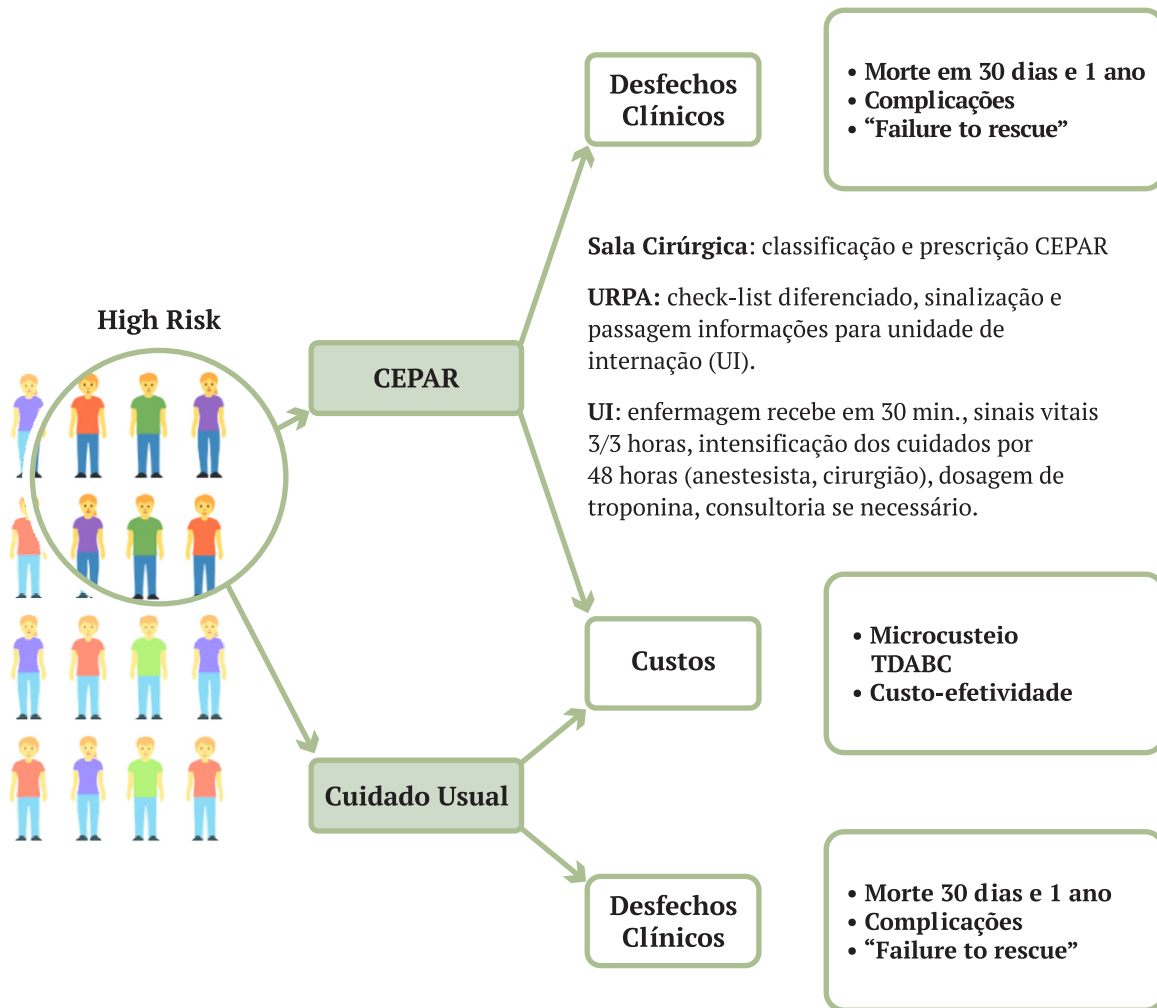 High Risk
CEPAR
Desfechos
Clínicos
• Morte em 30 dias e 1 ano
• Complicações
• “Failure to rescue”
Sala Cirúrgica: classificação e prescrição CEPAR
URPA: check-list diferenciado, sinalização e
passagem informações para unidade de
internação (UI).
UI: enfermagem recebe em 30 min., sinais vitais
3/3 horas, intensificação dos cuidados por
48 horas (anestesista, cirurgião), dosagem de
troponina, consultoria se necessário.
Custos
• Microcusteio
TDABC
• Custo-efetividade
Cuidado Usual
Desfechos
Clínicos
• Morte 30 dias e 1 ano
• Complicações
• “Failure to rescue”